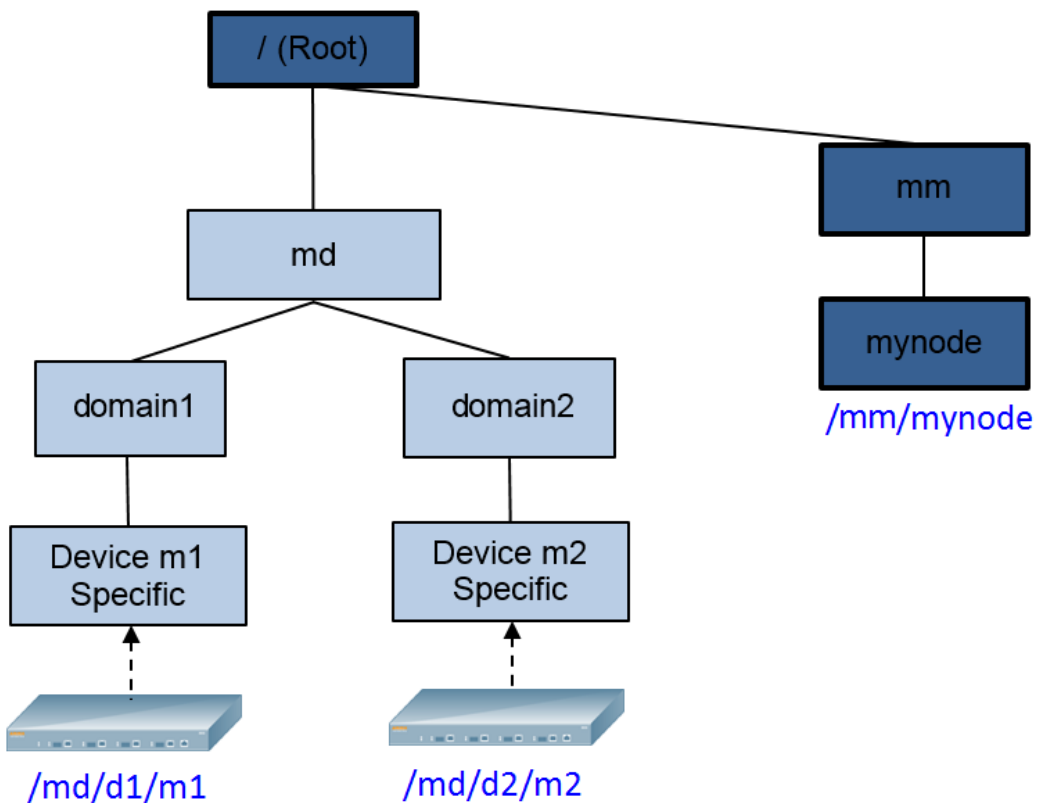 / (Root)
mm
md
mynode
domain1
domain2
/mm/mynode
Device m1
Specific
Device m2
Specific
/md/d1/m1
/md/d2/m2